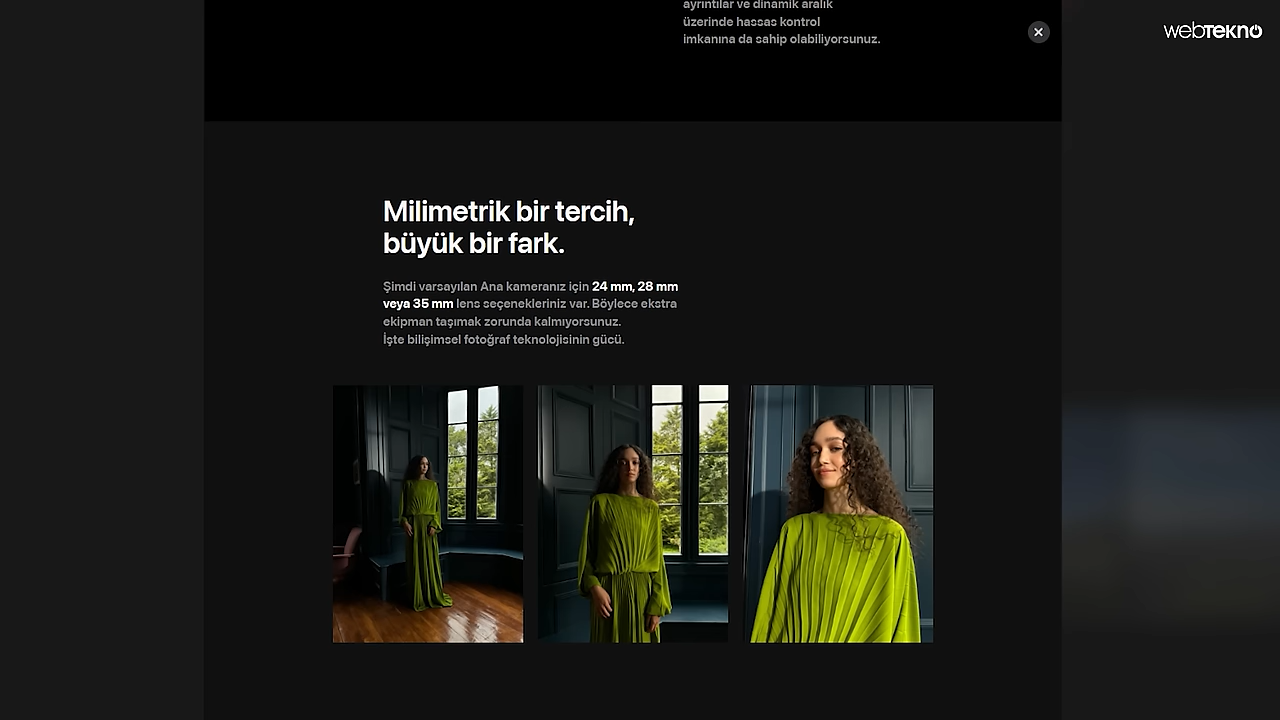 ayrıntılar ve dinamik aralık
üzerinde hassas kontrol
imkanına da sahip olabiliyorsunuz.
webtekno
Milimetrik bir tercih,
büyük bir fark.
Şimdi varsayılan Ana kameranız için 24 mm, 28 mm
veya 35 mm lens seçenekleriniz var. Böylece ekstra
ekipman taşımak zorunda kalmıyorsunuz.
İşte bilişimsel fotoğraf teknolojisinin gücü.